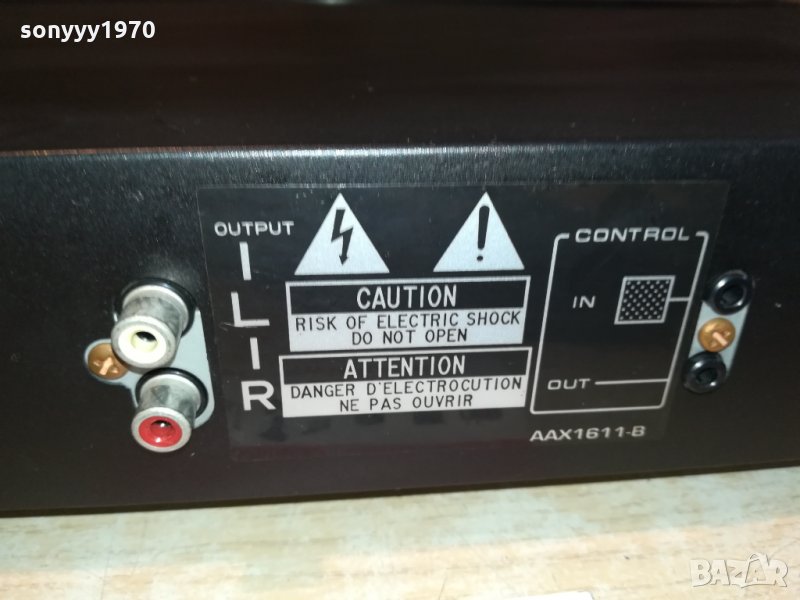 sonyyy1970
OUTPUT
L
R
CAUTION
RISK OF ELECTRIC SHOCK
DO NOT OPEN
ATTENTION
DANGER D'ELECTROCUTION
NE PAS OUVRIR
CONTROL
IN
OUT
AAX1611-B
BAZAR